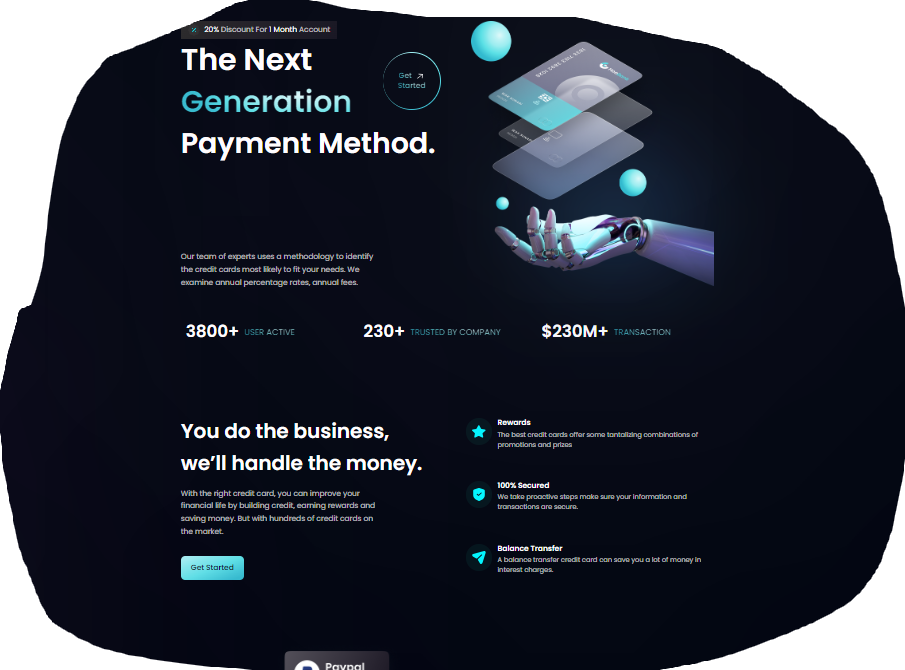 20% Discount For 1 Month Account
The Next
Generation
Payment Method.
Get
Started
Our team of experts uses a methodology to identify
the credit cards most likely to fit your needs. We
examine annual percentage rates, annual fees.
3800+ USER ACTIVE
230+ TRUSTED BY COMPANY
$230M+ TRANSACTION
You do the business,
we’ll handle the money.
With the right credit card, you can improve your
financial life by building credit, earning rewards and
saving money. But with hundreds of credit cards on
the market.
Get Started
Rewards
The best credit cards offer some tantalizing combinations of
promotions and prizes
100% Secured
We take proactive steps make sure your information and
transactions are secure.
Balance Transfer
A balance transfer credit card can save you a lot of money in
interest charges.
Paypal